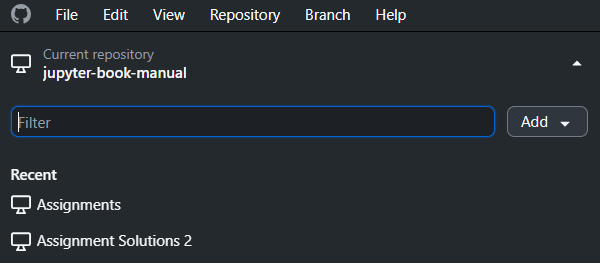 File Edit View Repository Branch Help
Current repository
jupyter-book-manual
Filter
Add
Recent
Assignments
Assignment Solutions 2